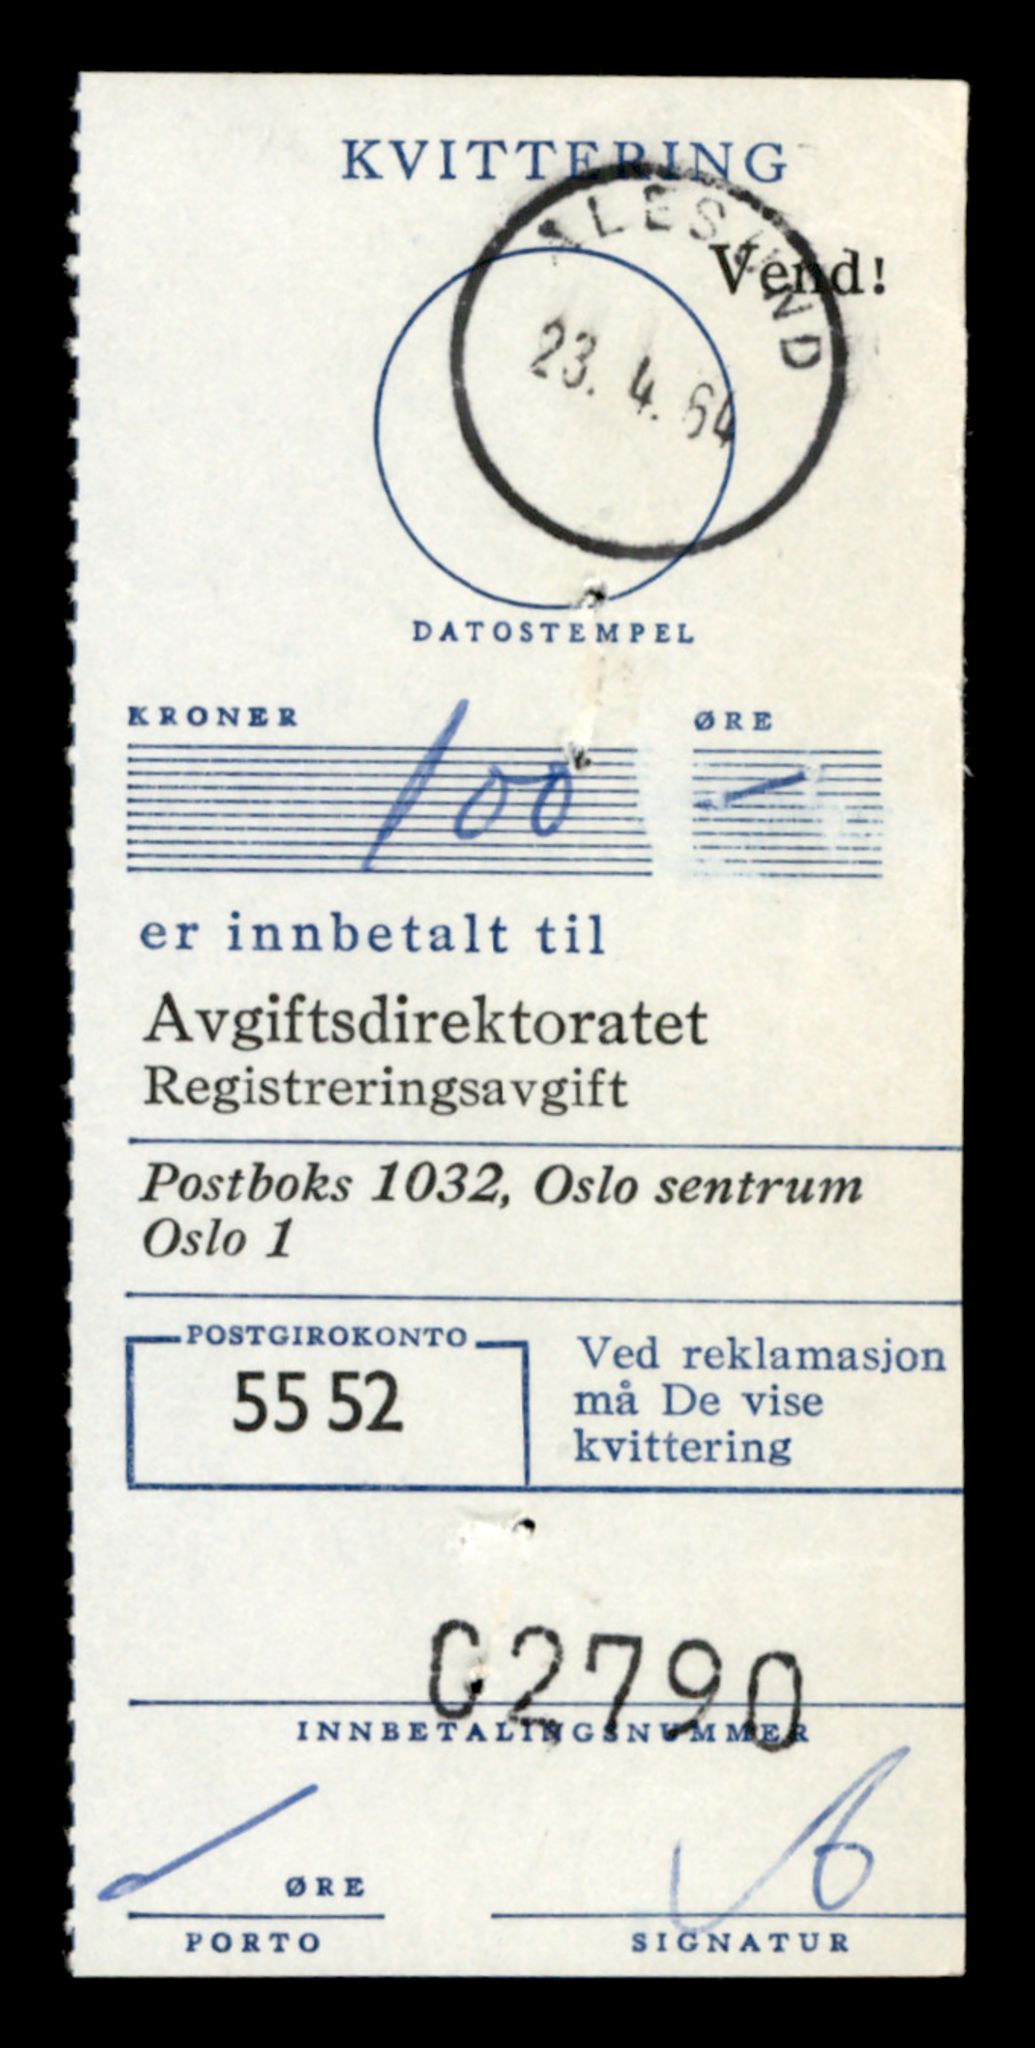 KVITTERING
ÅLESUND
Vend!
23. 4. 64
DATOSTEMPEL
KRONER
ØRE
100
—
er innbetalt til
Avgiftsdirektoratet
Registreringsavgift
Postboks 1032, Oslo sentrum
Oslo 1
POSTGIROKONTO
55 52
Ved reklamasjon
må De vise
kvittering
02790
INNBETALINGSNUMMER
ØRE
PORTO
SIGNATUR